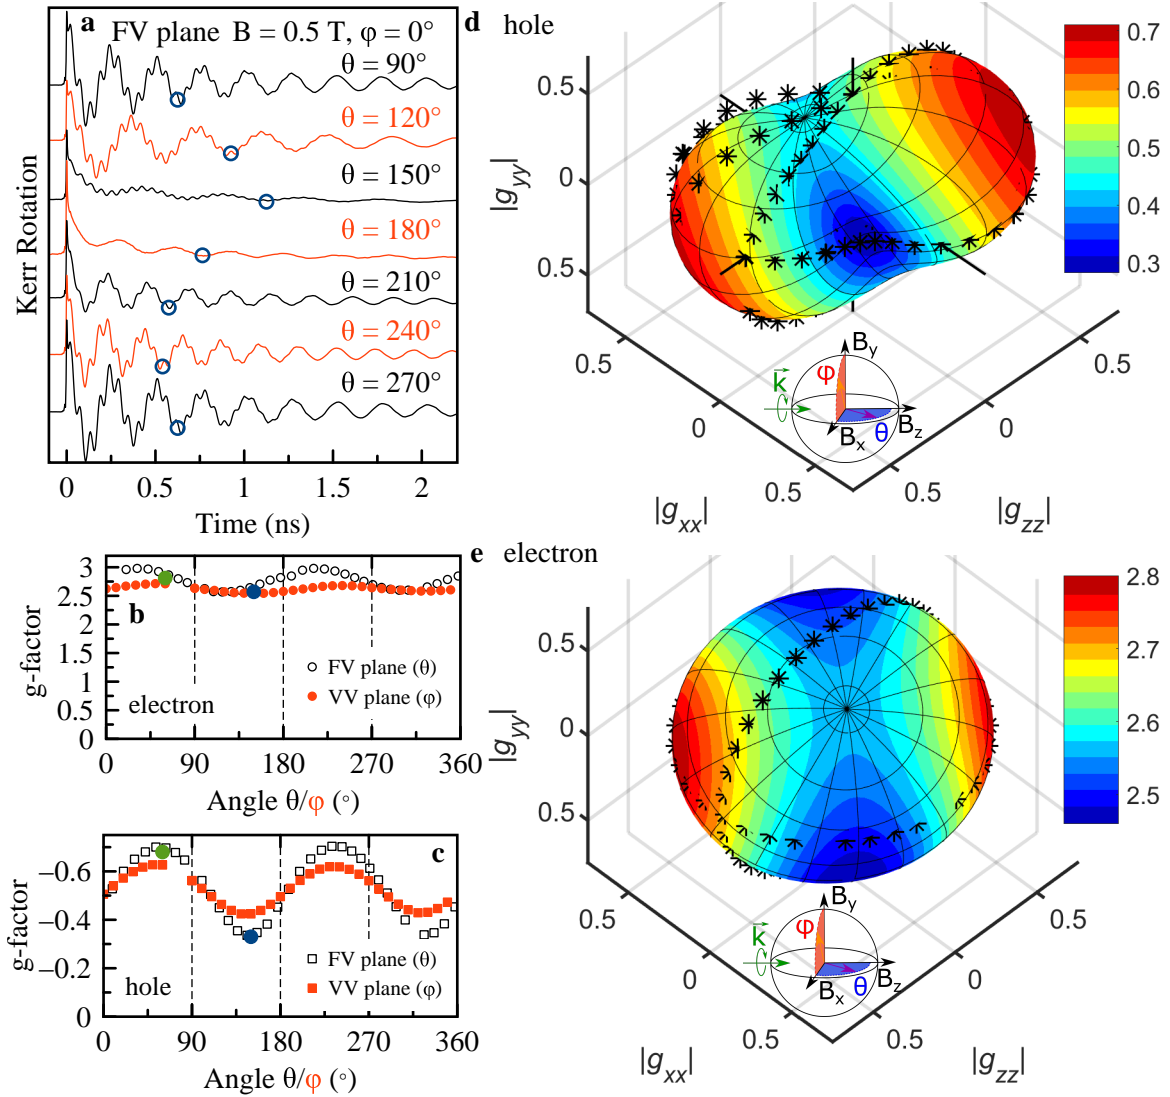 a
FV plane B = 0.5 T, φ = 0°
θ = 90°
θ = 120°
θ = 150°
θ = 180°
θ = 210°
θ = 240°
θ = 270°
Kerr Rotation
0 0.5 1 1.5 2
Time (ns)
3
2.5
2
1.5
1
0.5
0
g-factor
b
FV plane (θ)
VV plane (φ)
electron
0 90 180 270 360
Angle θ/φ (°)
c
−0.6
−0.4
−0.2
0
g-factor
FV plane (θ)
VV plane (φ)
hole
0 90 180 270 360
Angle θ/φ (°)
d hole
0.5
0
0.5
|g_yy|
0.5
0
0.5
|g_xx|
0.5
0
0.5
|g_zz|
0.7
0.6
0.5
0.4
0.3
B_y
φ
k
B_x
θ
B_z
e electron
0.5
0
0.5
|g_yy|
0.5
0
0.5
|g_xx|
0.5
0
0.5
|g_zz|
2.8
2.7
2.6
2.5
B_y
φ
k
B_x
θ
B_z